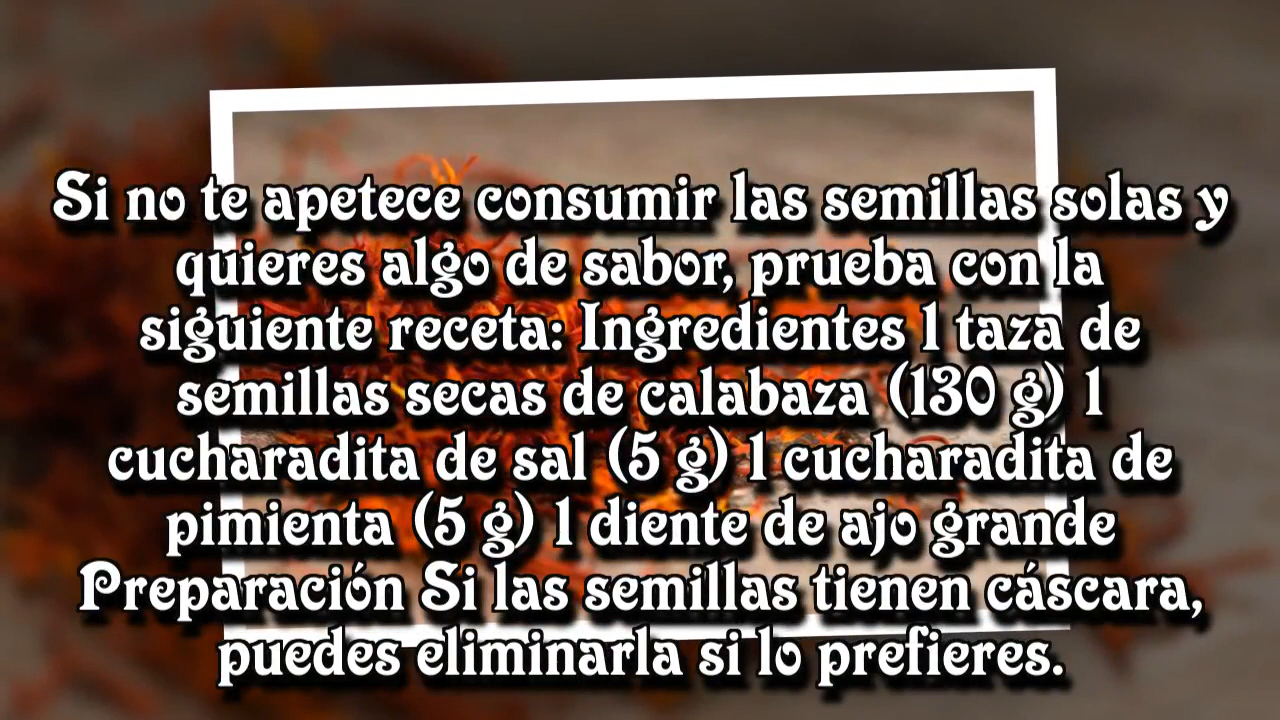 Si no te apetece consumir las semillas solas y
quieres algo de sabor, prueba con la
siguiente receta: Ingredientes 1 taza de
semillas secas de calabaza (130 g) 1
cucharadita de sal (5 g) 1 cucharadita de
pimienta (5 g) 1 diente de ajo grande
Preparación Si las semillas tienen cáscara,
puedes eliminarla si lo prefieres.